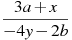 3a + x
-4y - 2b